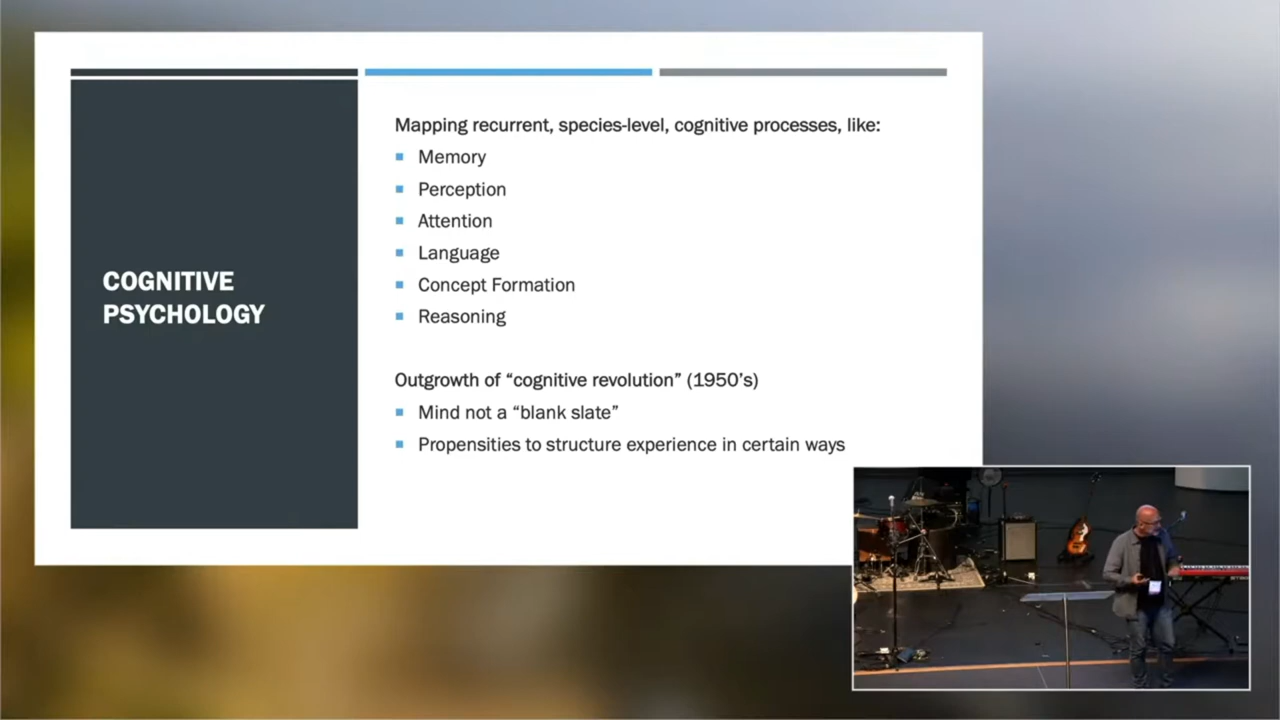 COGNITIVE
PSYCHOLOGY
Mapping recurrent, species-level, cognitive processes, like:
Memory
Perception
Attention
Language
Concept Formation
Reasoning
Outgrowth of “cognitive revolution” (1950’s)
Mind not a “blank slate”
Propensities to structure experience in certain ways